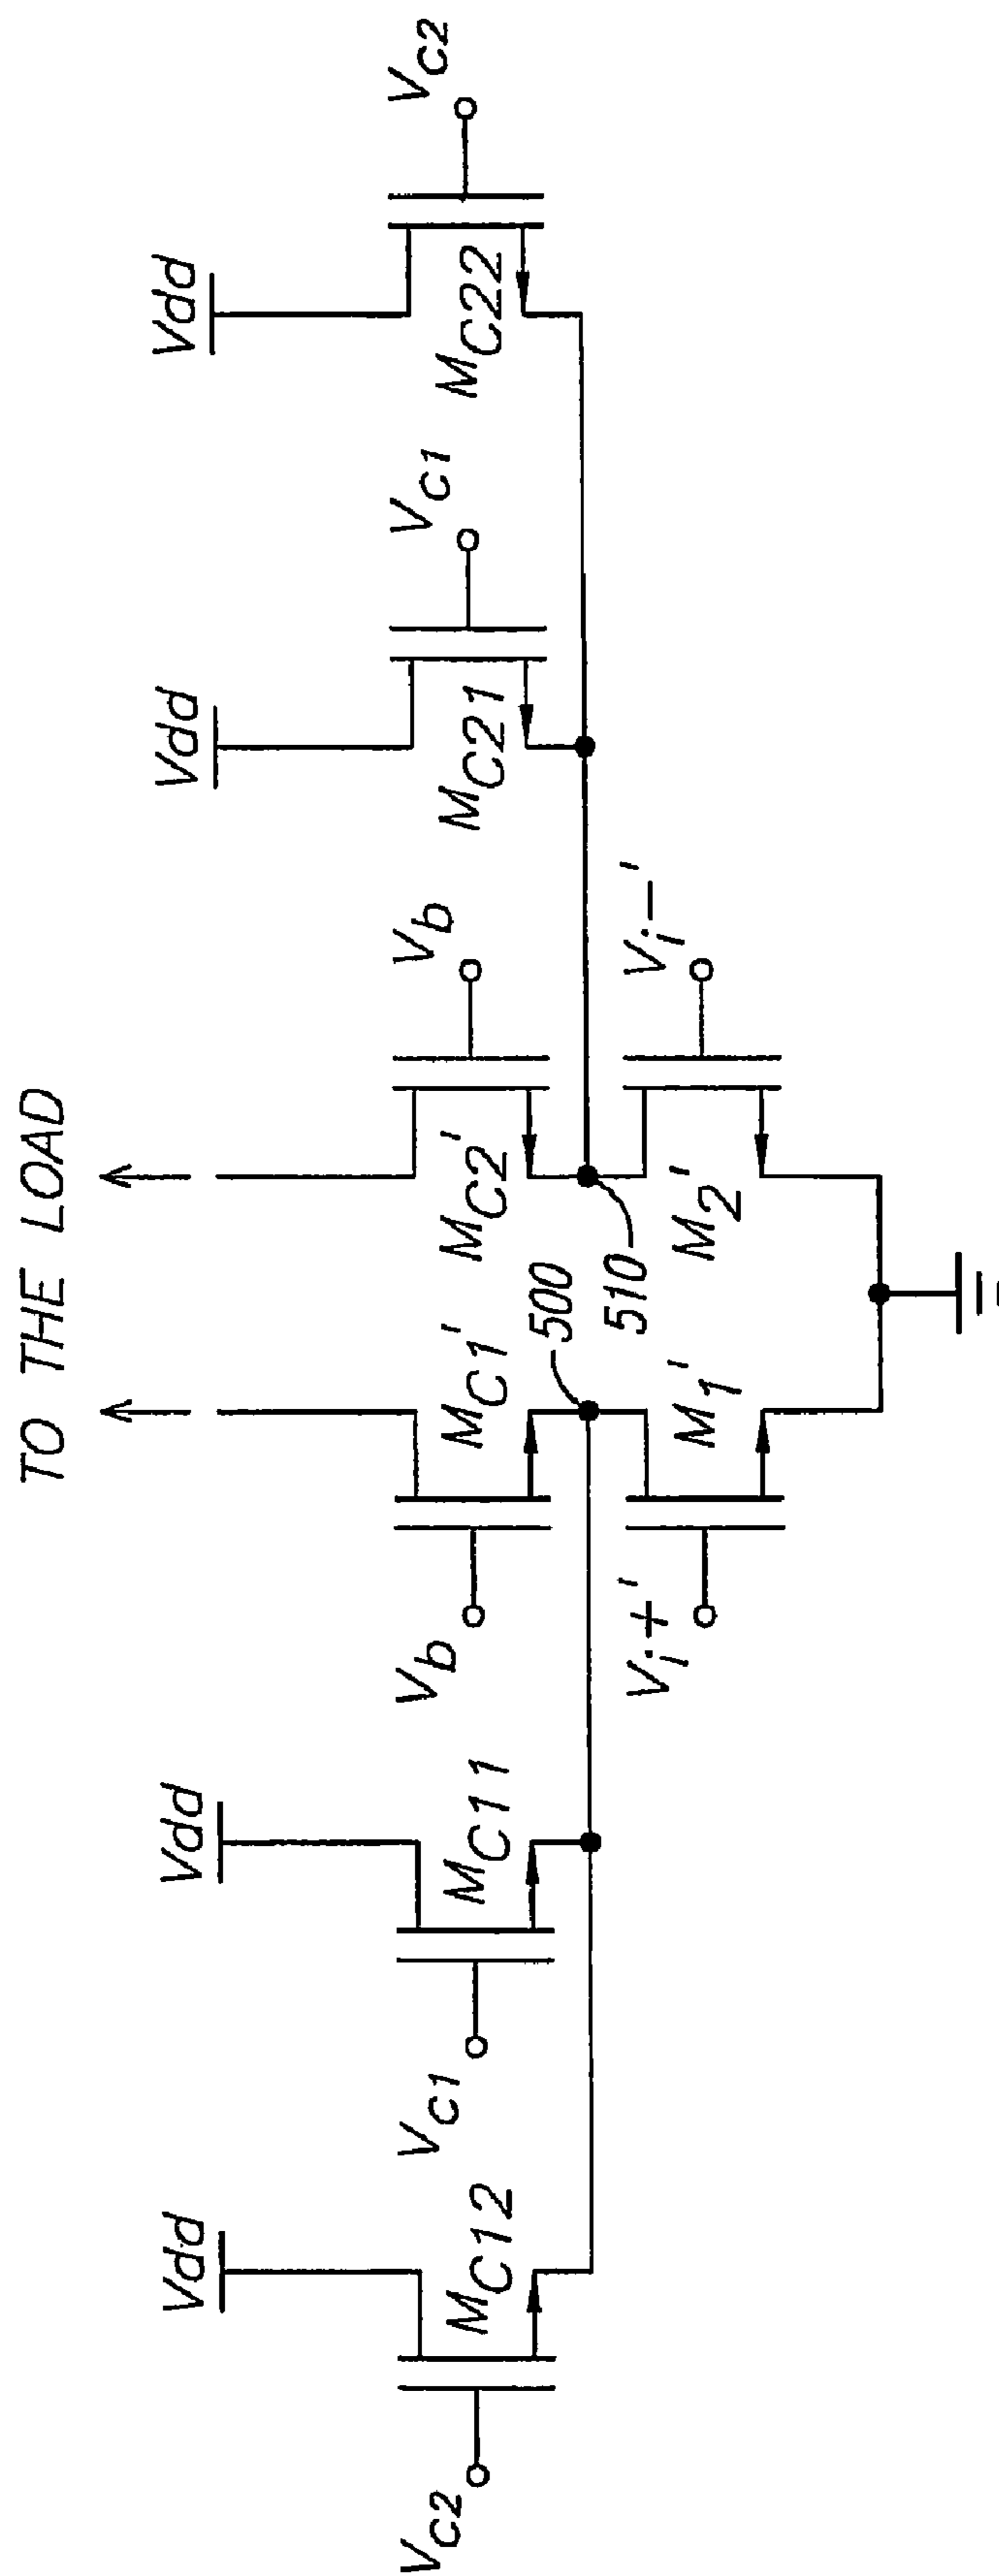 TO THE LOAD
Vdd
Vdd
Vdd
Vdd
VC2
MC12
VC1
MC11
Vb
MC1'
MC2'
Vb
MC21
VC1
MC22
VC2
500
510
Vi+'
M1'
M2'
Vi-'